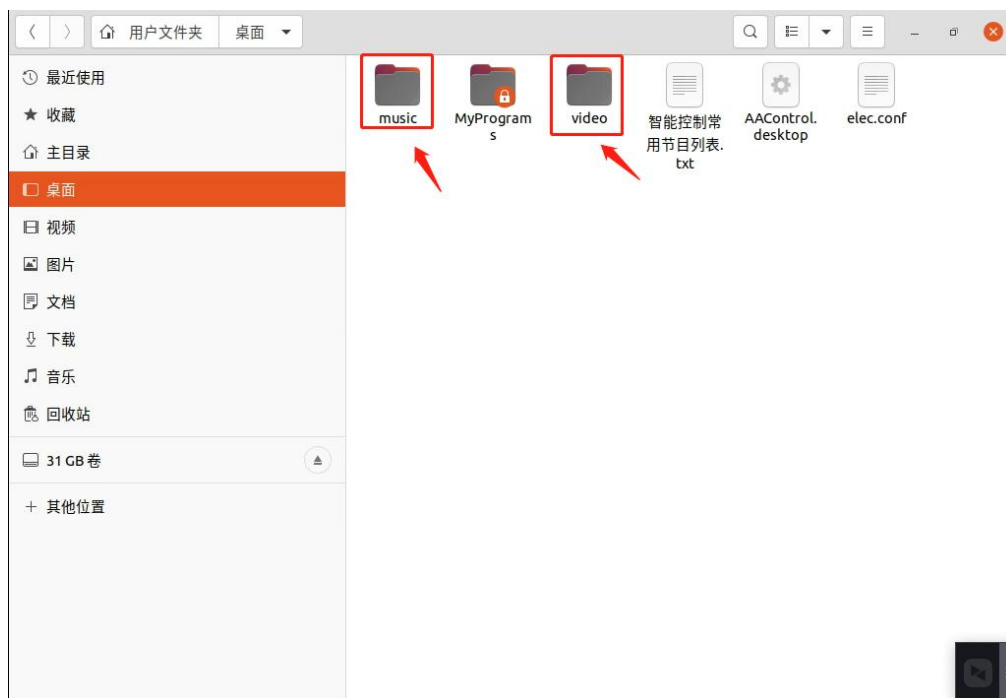 用户文件夹 桌面
最近使用
收藏
主目录
桌面
视频
图片
文档
下载
音乐
回收站
31 GB 卷
其他位置
music
MyProgram
s
video
智能控制常
用节目列表.
txt
AAControl.
desktop
elec.conf